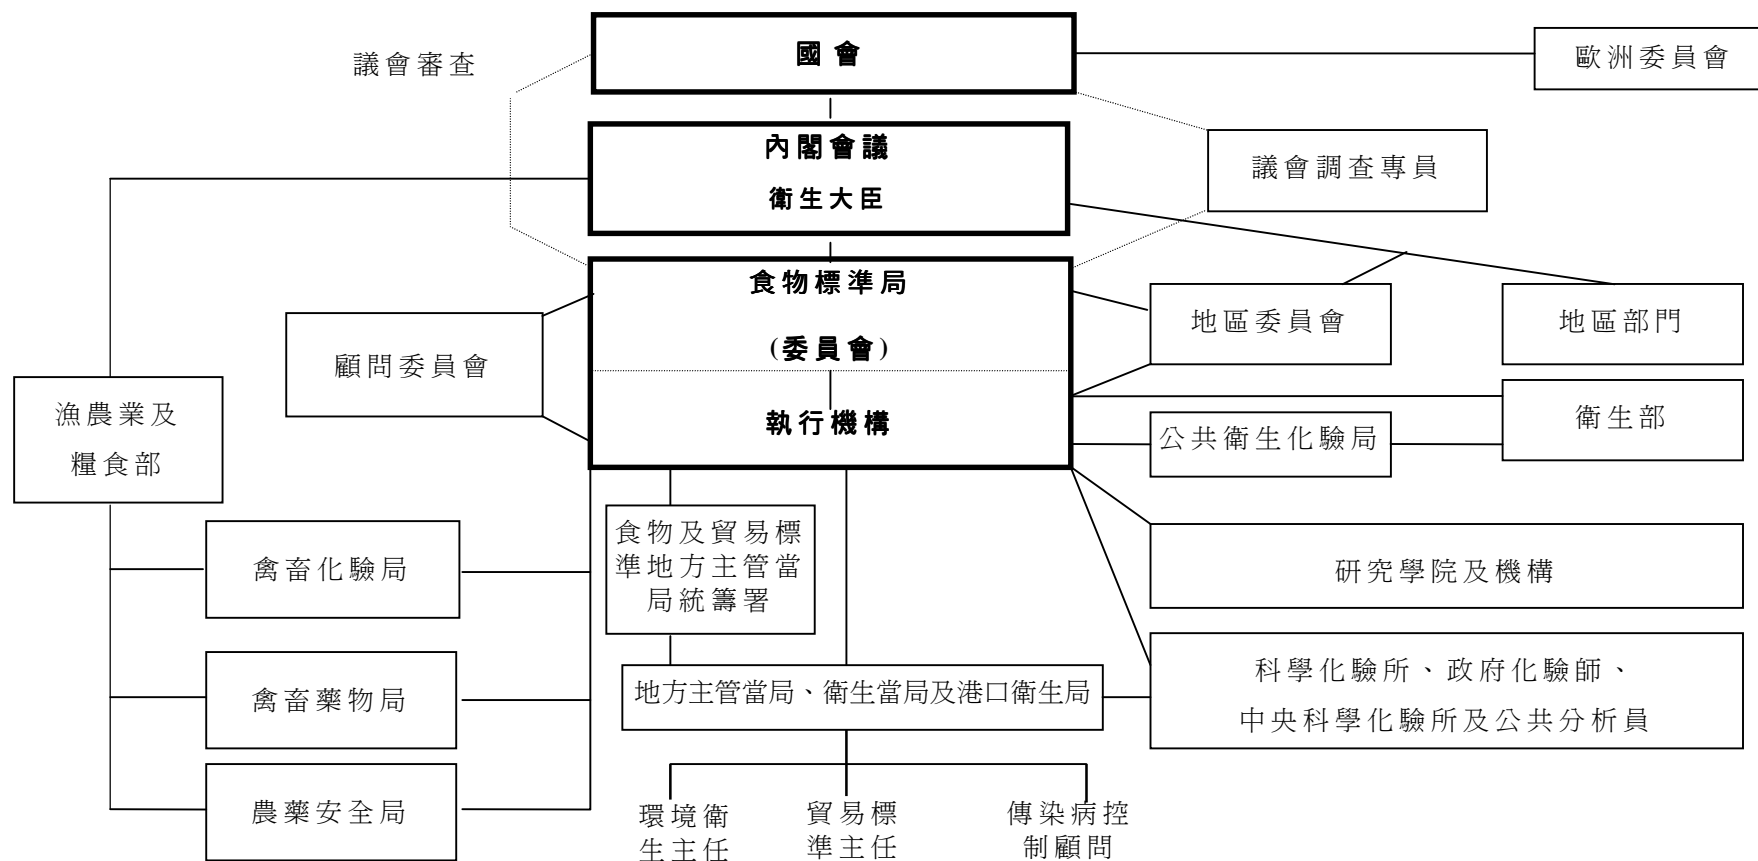 國會
議會審查
歐洲委員會
內閣會議
衛生大臣
議會調查專員
食物標準局
(委員會)
執行機構
地區委員會
地區部門
顧問委員會
漁農業及
糧食部
衛生部
公共衛生化驗局
食物及貿易標
準地方主管當
局統籌署
禽畜化驗局
研究學院及機構
禽畜藥物局
地方主管當局、衛生當局及港口衛生局
科學化驗所、政府化驗師、
中央科學化驗所及公共分析員
農藥安全局
環境衛
生主任
貿易標
準主任
傳染病控
制顧問